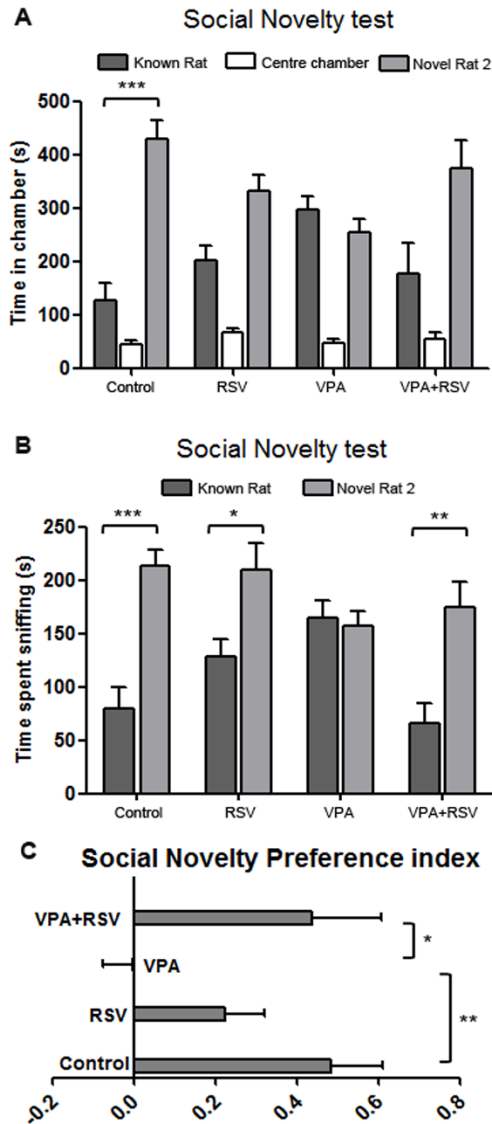 A Social Novelty test
Known Rat Centre chamber Novel Rat 2
***
Time in chamber (s)
500
400
300
200
100
0
Control RSV VPA VPA+RSV
B Social Novelty test
Known Rat Novel Rat 2
*** * **
Time spent sniffing (s)
250
200
150
100
50
0
Control RSV VPA VPA+RSV
C Social Novelty Preference index
VPA+RSV
*
VPA
RSV
**
Control
-0.2 0.0 0.2 0.4 0.6 0.8